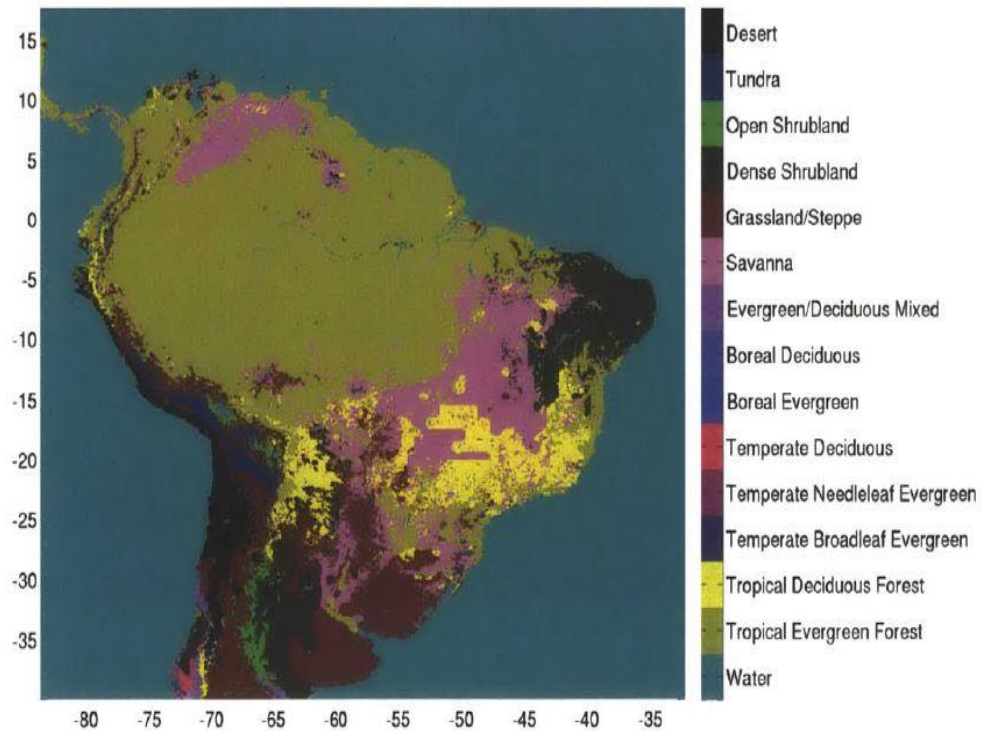 15
10
5
0
-5
-10
-15
-20
-25
-30
-35
-80 -75 -70 -65 -60 -55 -50 -45 -40 -35
Desert
Tundra
Open Shrubland
Dense Shrubland
Grassland/Steppe
Savanna
Evergreen/Deciduous Mixed
Boreal Deciduous
Boreal Evergreen
Temperate Deciduous
Temperate Needleleaf Evergreen
Temperate Broadleaf Evergreen
Tropical Deciduous Forest
Tropical Evergreen Forest
Water